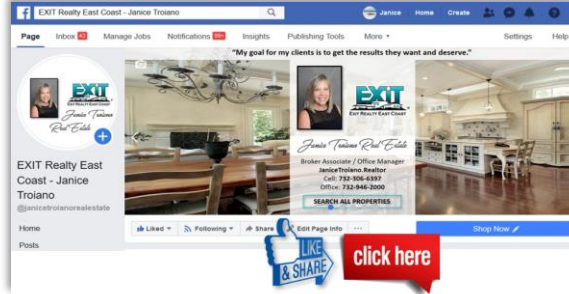 EXIT Realty East Coast - Janice Troiano
Janice Home Create
Page Inbox 43 Manage Jobs Notifications 99+ Insights Publishing Tools More Settings Help
"My goal for my clients is to get the results they want and deserve."
EXIT
EXIT REALTY EAST COAST
Janice Troiano
Real Estate
EXIT
EXIT REALTY EAST COAST
Janice Troiano Real Estate
Broker Associate / Office Manager
JaniceTroiano.Realtor
Cell: 732-306-6397
Office: 732-946-2000
SEARCH ALL PROPERTIES
EXIT Realty East
Coast - Janice
Troiano
@janicetroianorealestate
Home
Posts
Liked Following Share Edit Page Info ...
Shop Now
LIKE
& SHARE
click here